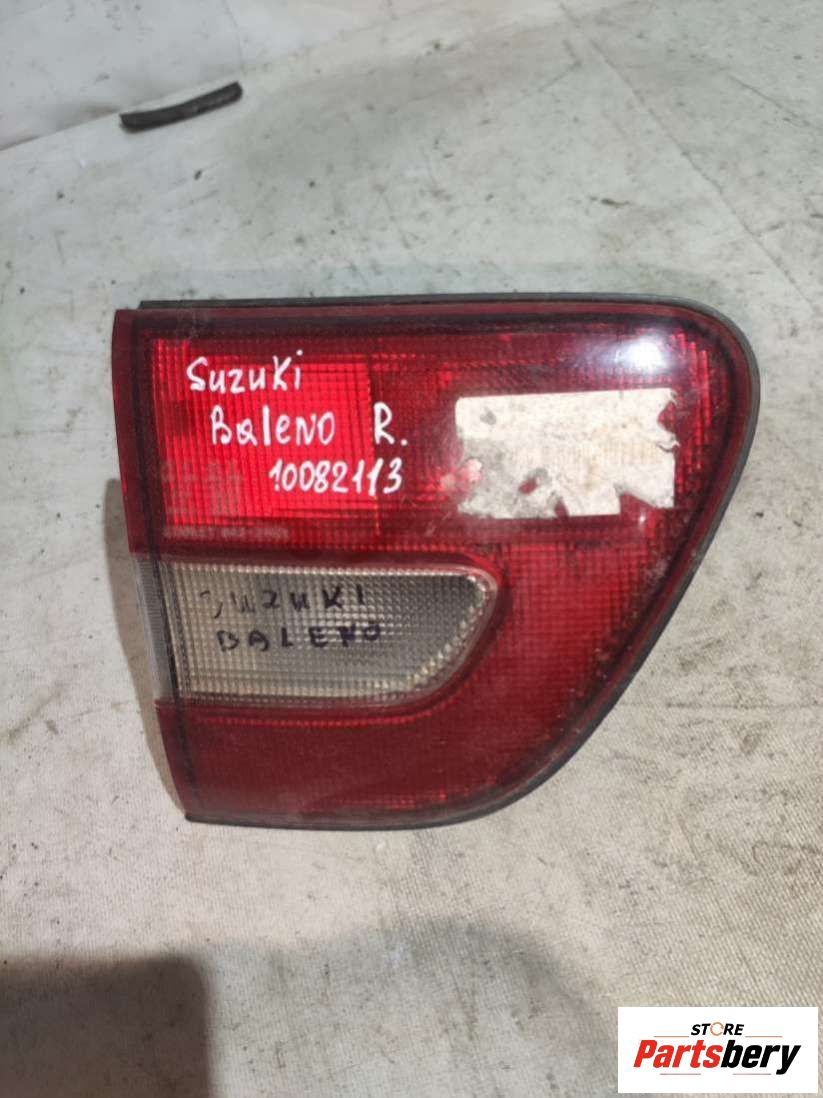 Suzuki
Baleno R.
10082113
SUZUKI
BALENO
STORE
Partsbery